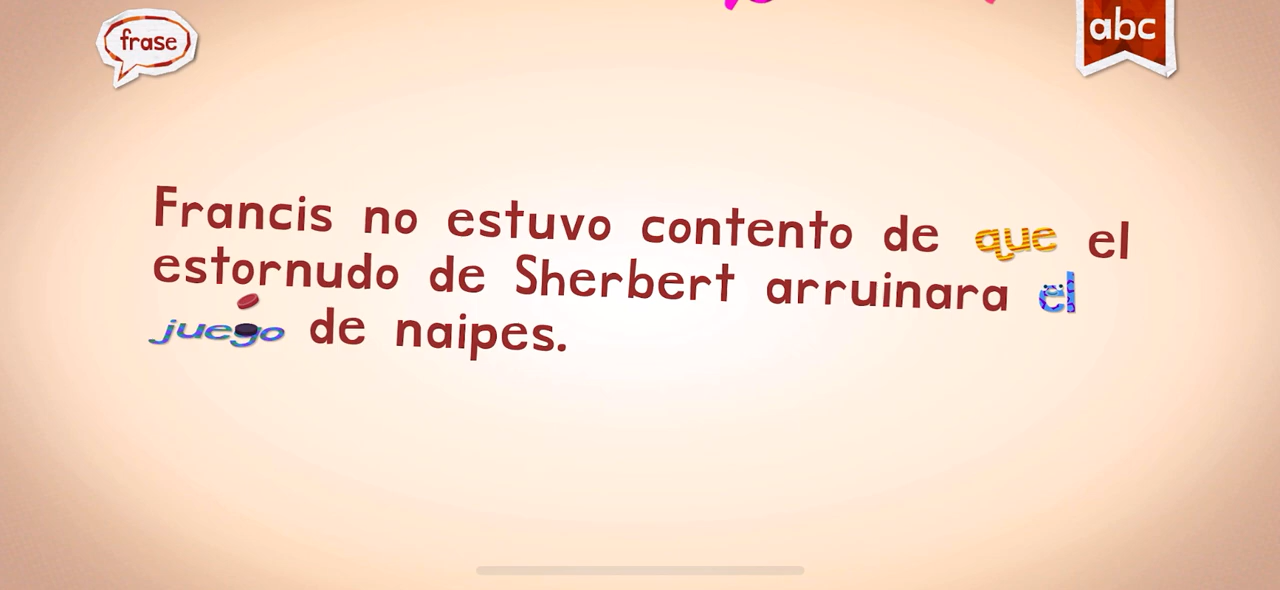 frase
abc
Francis no estuvo contento de que el
estornudo de Sherbert arruinara el
juego de naipes.